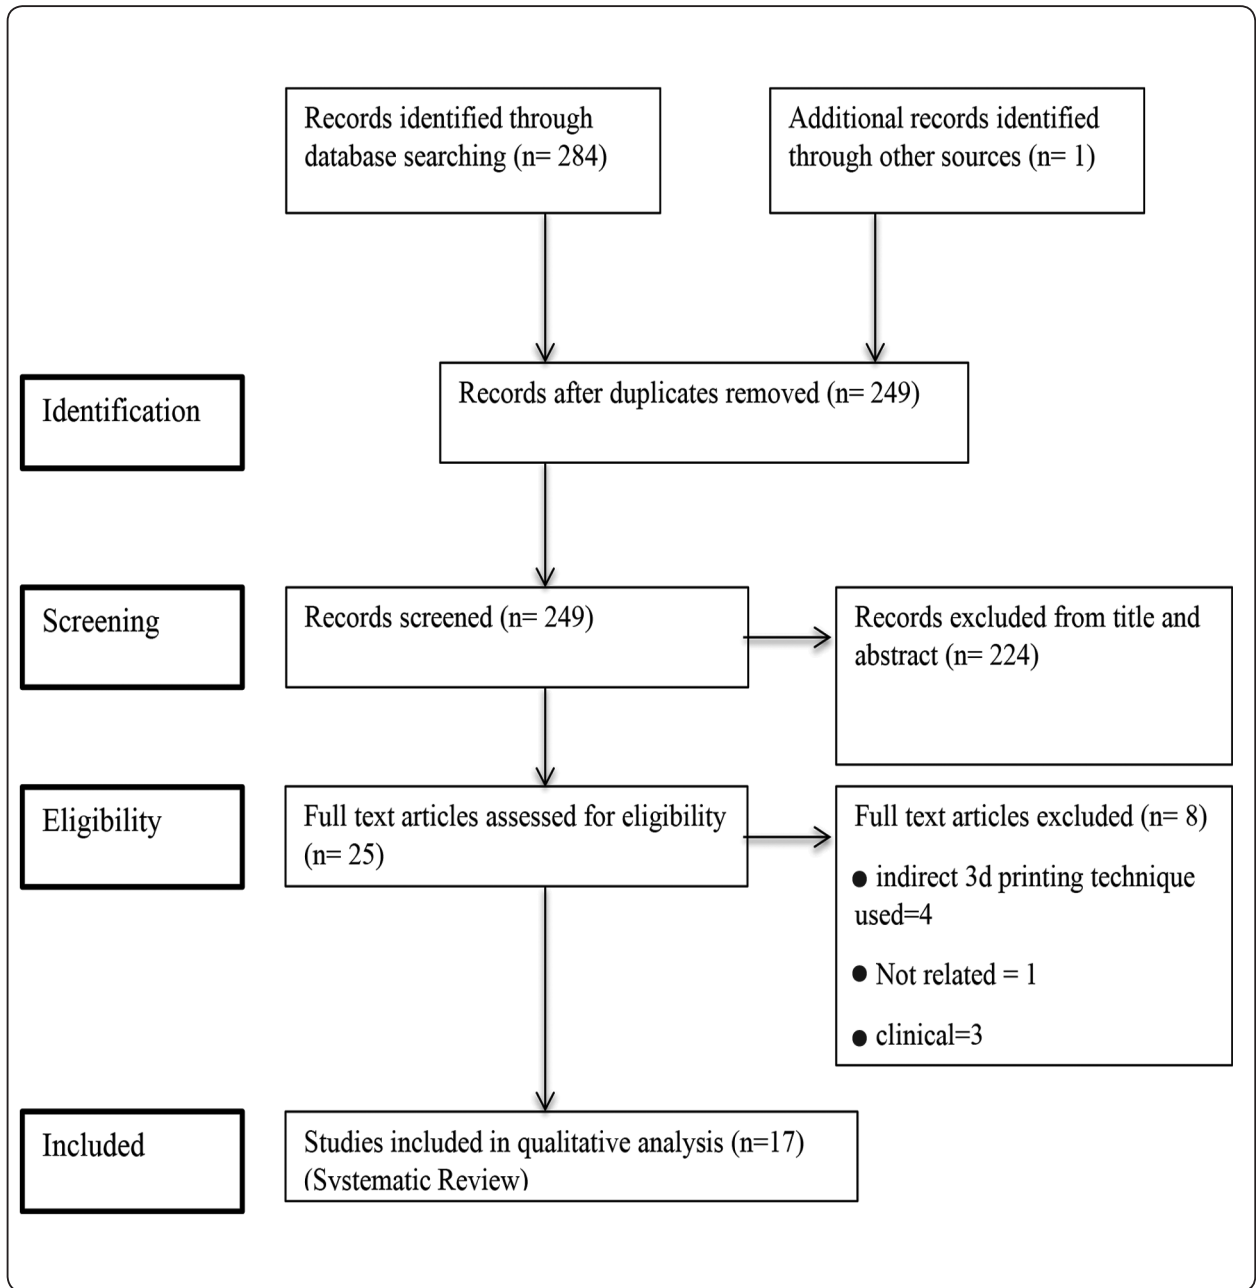 Records identified through
database searching (n= 284)
Additional records identified
through other sources (n= 1)
Identification
Records after duplicates removed (n= 249)
Screening
Records screened (n= 249)
Records excluded from title and
abstract (n= 224)
Eligibility
Full text articles assessed for eligibility
(n= 25)
Full text articles excluded (n= 8)
● indirect 3d printing technique
used=4
● Not related = 1
● clinical=3
Included
Studies included in qualitative analysis (n=17)
(Systematic Review)